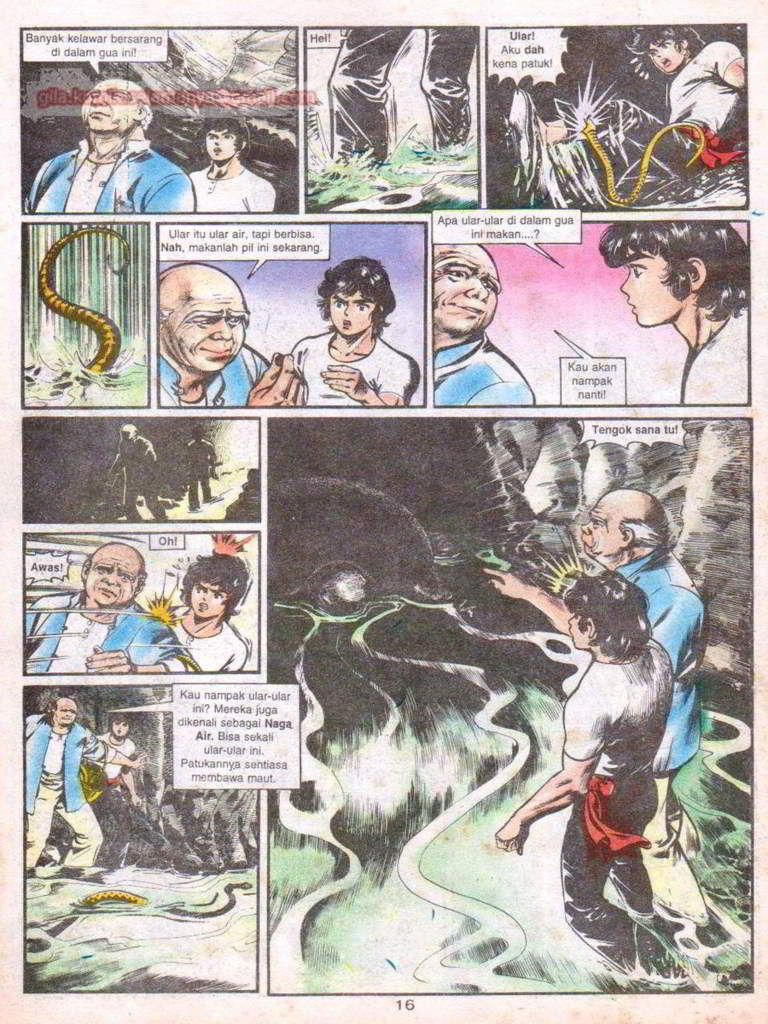 Banyak kelawar bersarang
di dalam gua ini!
Hei!
Ular!
Aku dah
kena patuk!
Ular itu ular air, tapi berbisa.
Nah, makanlah pil ini sekarang.
Apa ular-ular di dalam gua
ini makan....?
Kau akan
nampak
nanti!
Tengok sana tu!
Oh!
Awas!
Kau nampak ular-ular
ini? Mereka juga
dikenali sebagai Naga
Air. Bisa sekali
ular-ular ini.
Patukannya sentiasa
membawa maut.
16